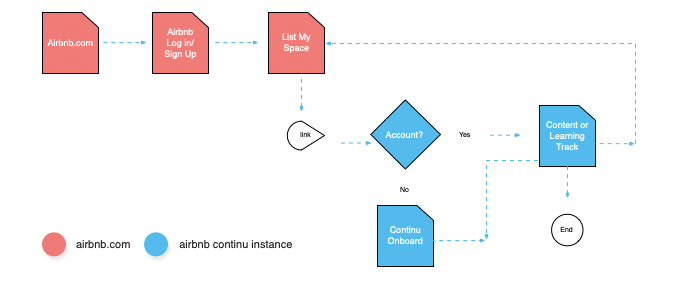 Airbnb.com
Airbnb
Log in/
Sign Up
List My
Space
link
Account?
Yes
Content or
Learning
Track
No
Continu
Onboard
End
airbnb.com
airbnb continu instance